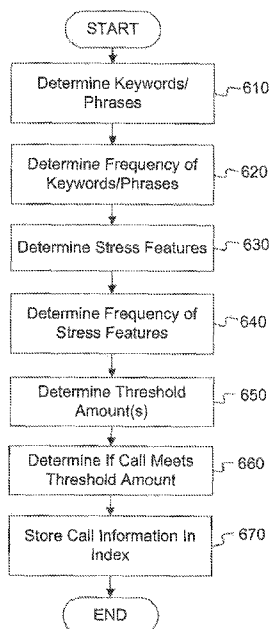 START
Determine Keywords/
Phrases
610
Determine Frequency of
Keywords/Phrases
620
Determine Stress Features
630
Determine Frequency of
Stress Features
640
Determine Threshold
Amount(s)
650
Determine If Call Meets
Threshold Amount
660
Store Call Information In
Index
670
END